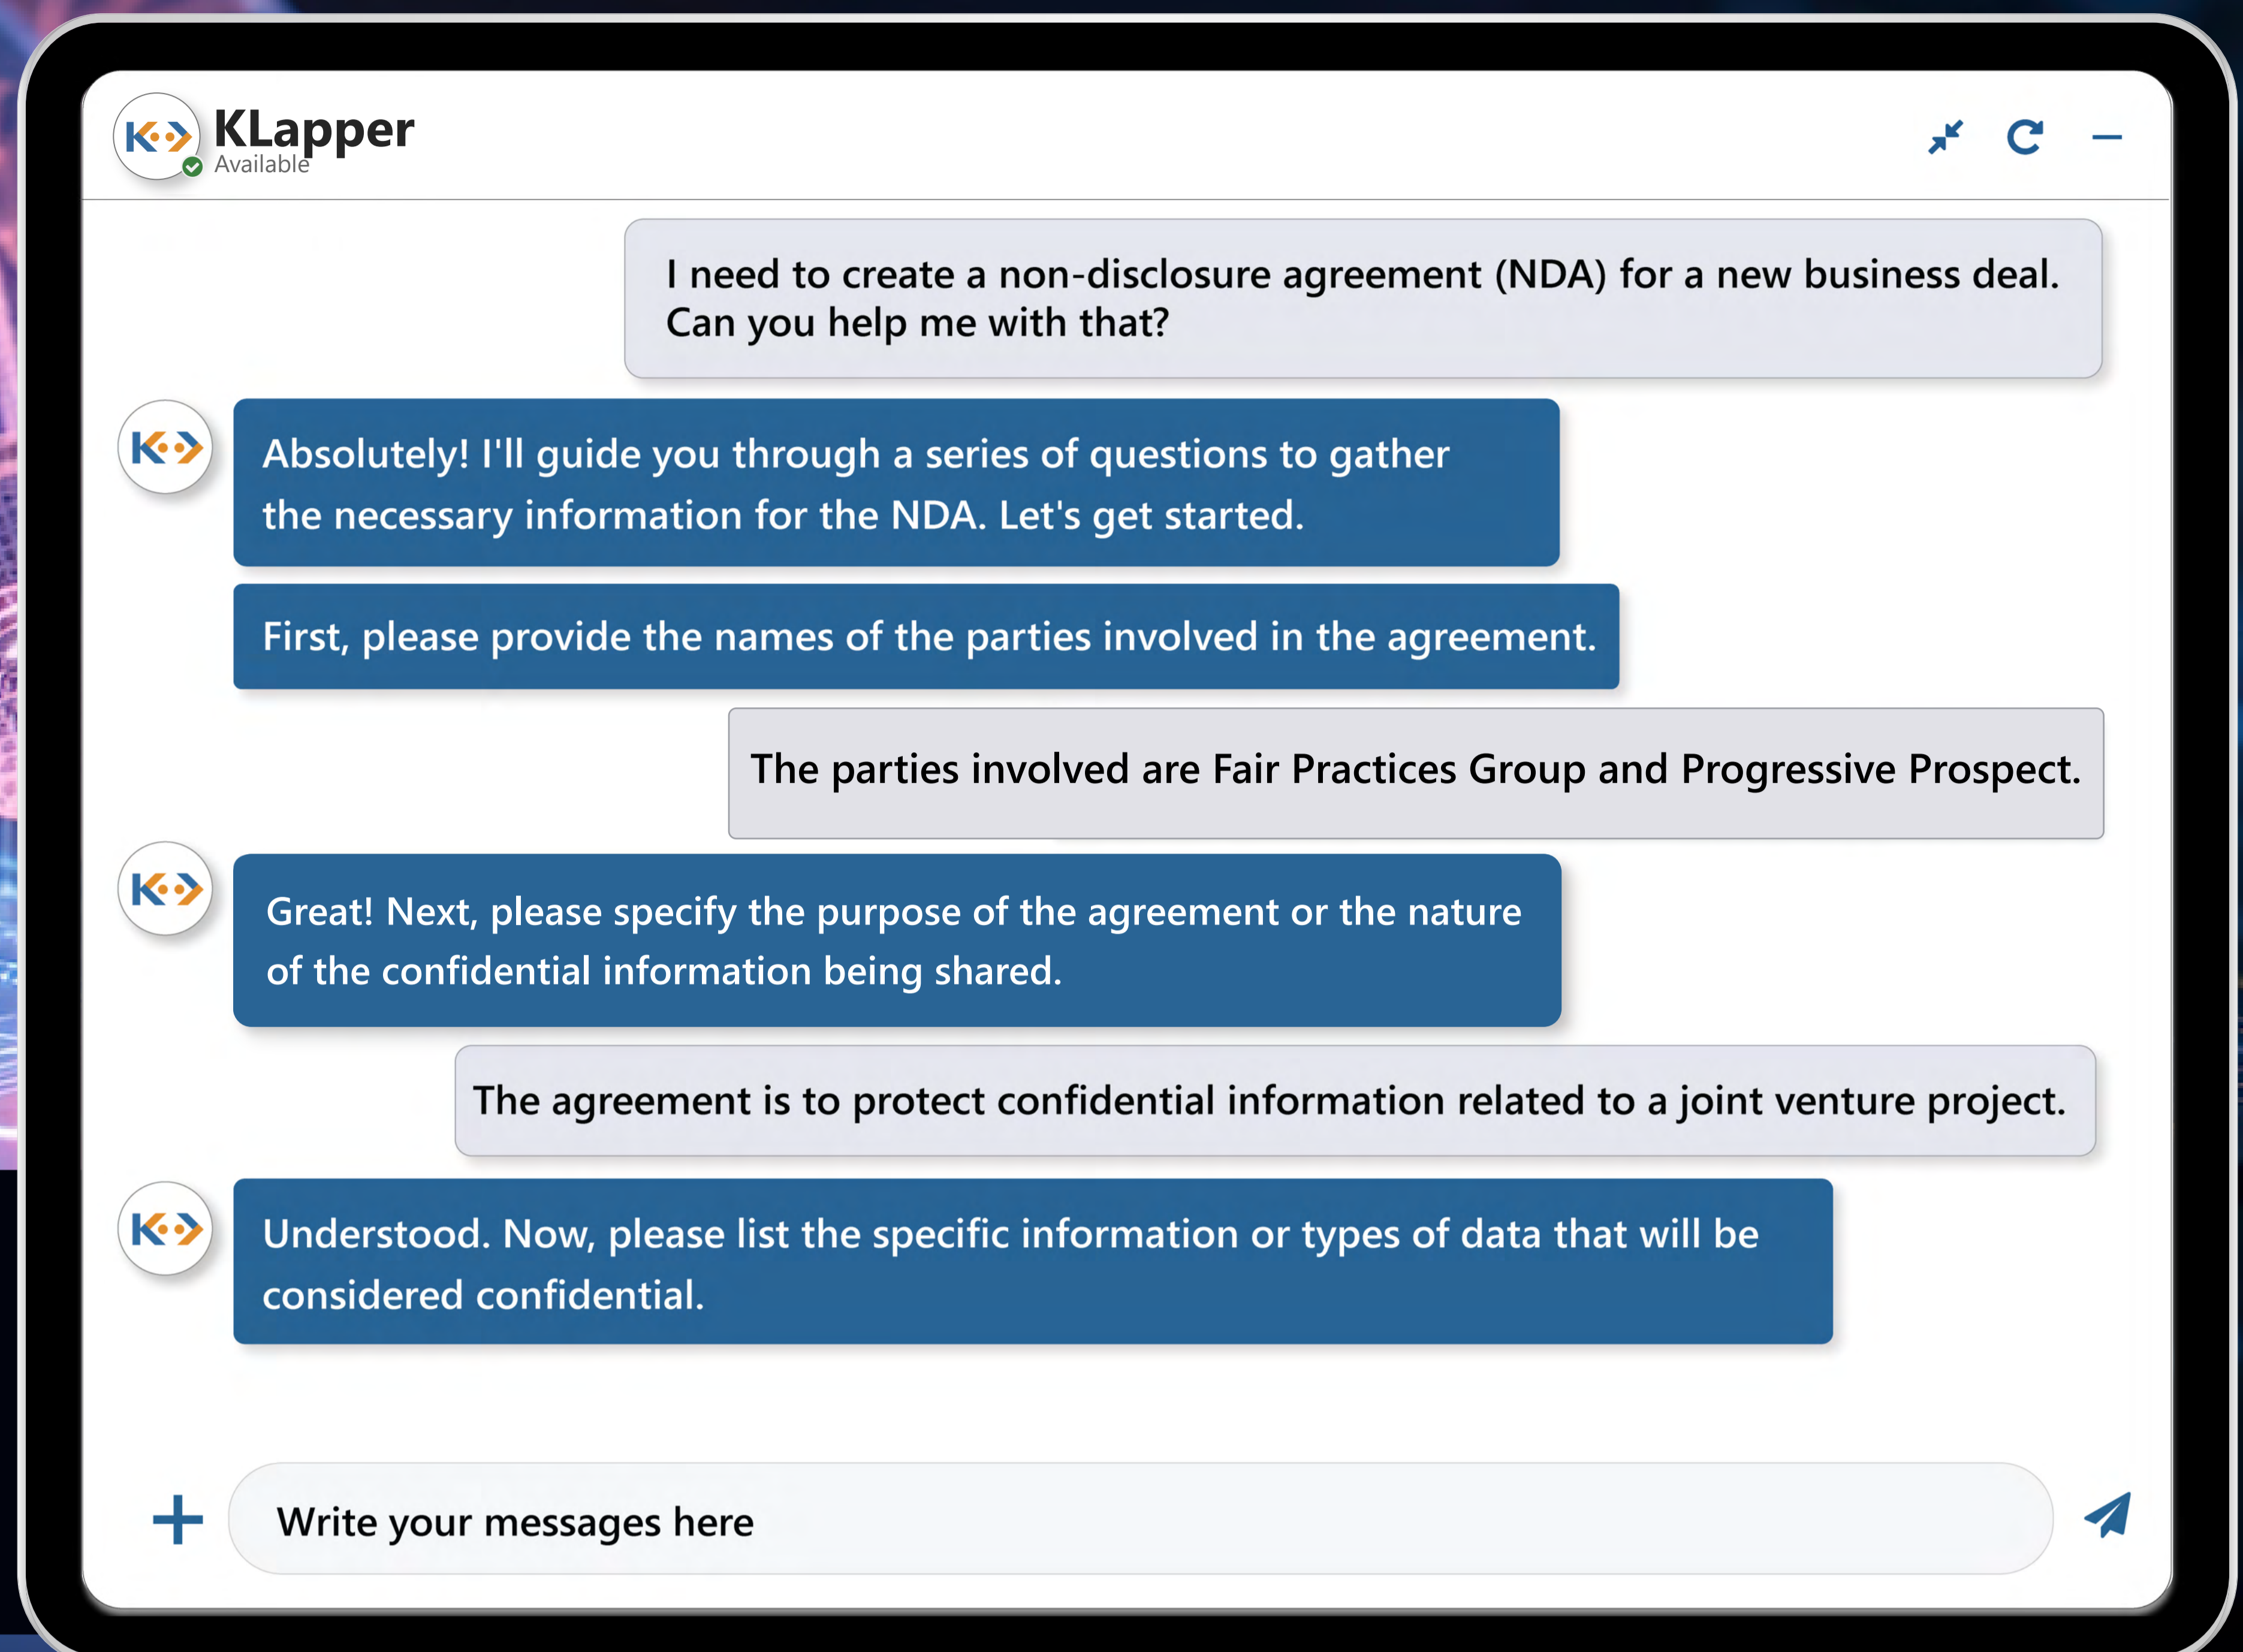 KLapper
Available
I need to create a non-disclosure agreement (NDA) for a new business deal.
Can you help me with that?
Absolutely! I'll guide you through a series of questions to gather
the necessary information for the NDA. Let's get started.
First, please provide the names of the parties involved in the agreement.
The parties involved are Fair Practices Group and Progressive Prospect.
Great! Next, please specify the purpose of the agreement or the nature
of the confidential information being shared.
The agreement is to protect confidential information related to a joint venture project.
Understood. Now, please list the specific information or types of data that will be
considered confidential.
Write your messages here